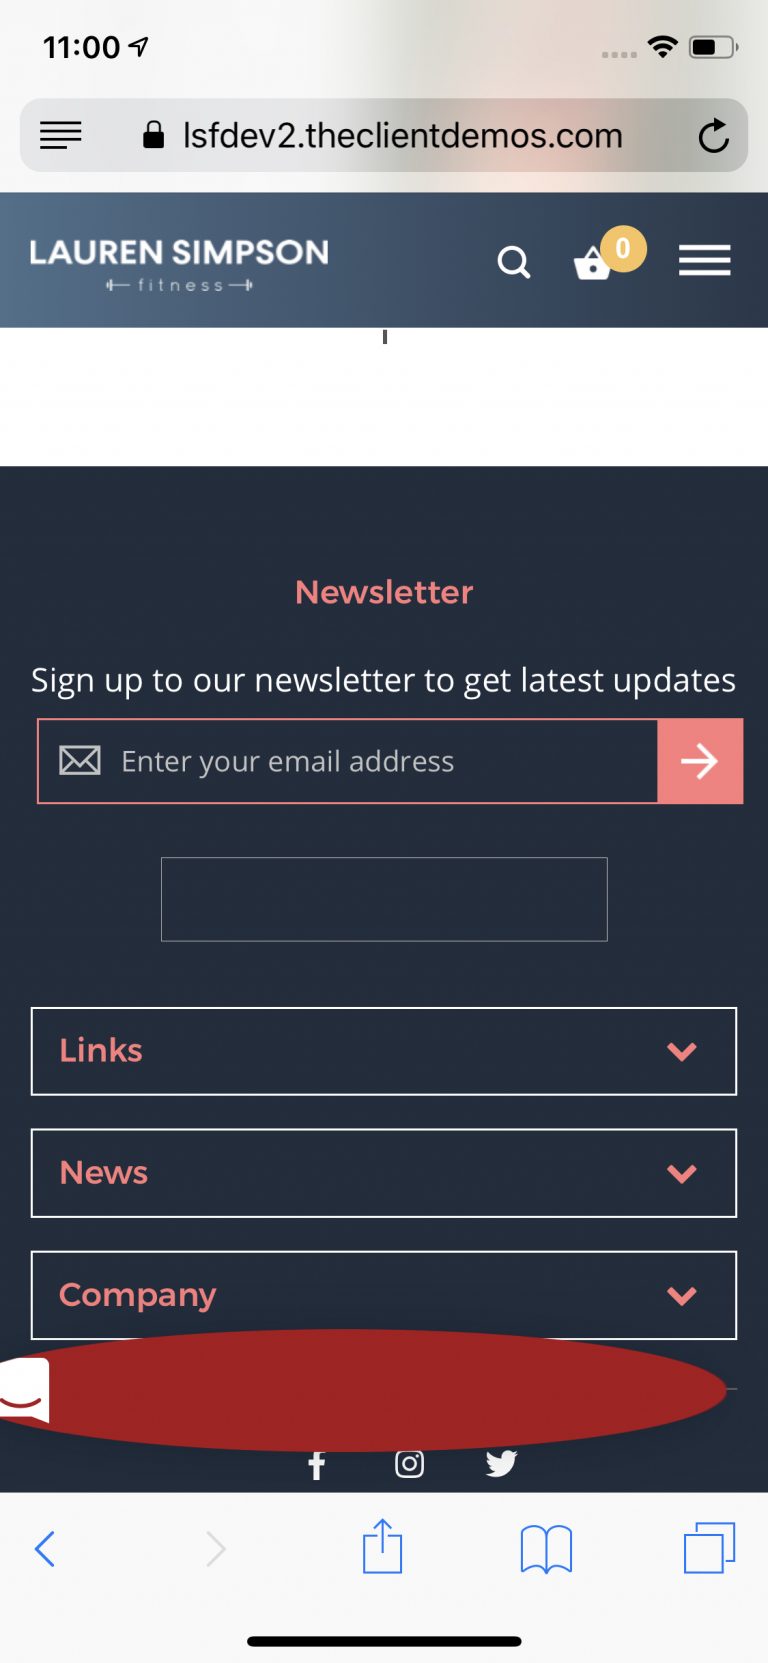 11:00
lsfdev2.theclientdemos.com
LAUREN SIMPSON
fitness
0
Newsletter
Sign up to our newsletter to get latest updates
Enter your email address
Links
News
Company